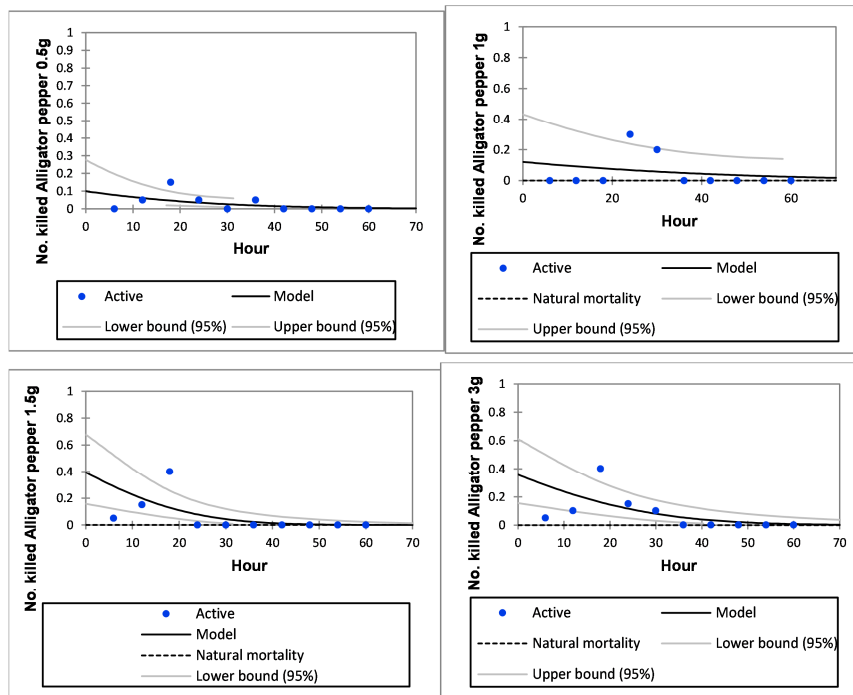 No. killed Alligator pepper 0.5g
1
0.9
0.8
0.7
0.6
0.5
0.4
0.3
0.2
0.1
0
0 10 20 30 40 50 60 70
Hour
Active Model
Lower bound (95%) Upper bound (95%)
No. killed Alligator pepper 1g
1
0.8
0.6
0.4
0.2
0
0 20 40 60
Hour
Active Model
Natural mortality Lower bound (95%)
Upper bound (95%)
No. killed Alligator pepper 1.5g
1
0.8
0.6
0.4
0.2
0
0 10 20 30 40 50 60 70
Hour
Active
Model
Natural mortality
Lower bound (95%)
No. killed Alligator pepper 3g
1
0.8
0.6
0.4
0.2
0
0 10 20 30 40 50 60 70
Hour
Active Model
Natural mortality Lower bound (95%)
Upper bound (95%)